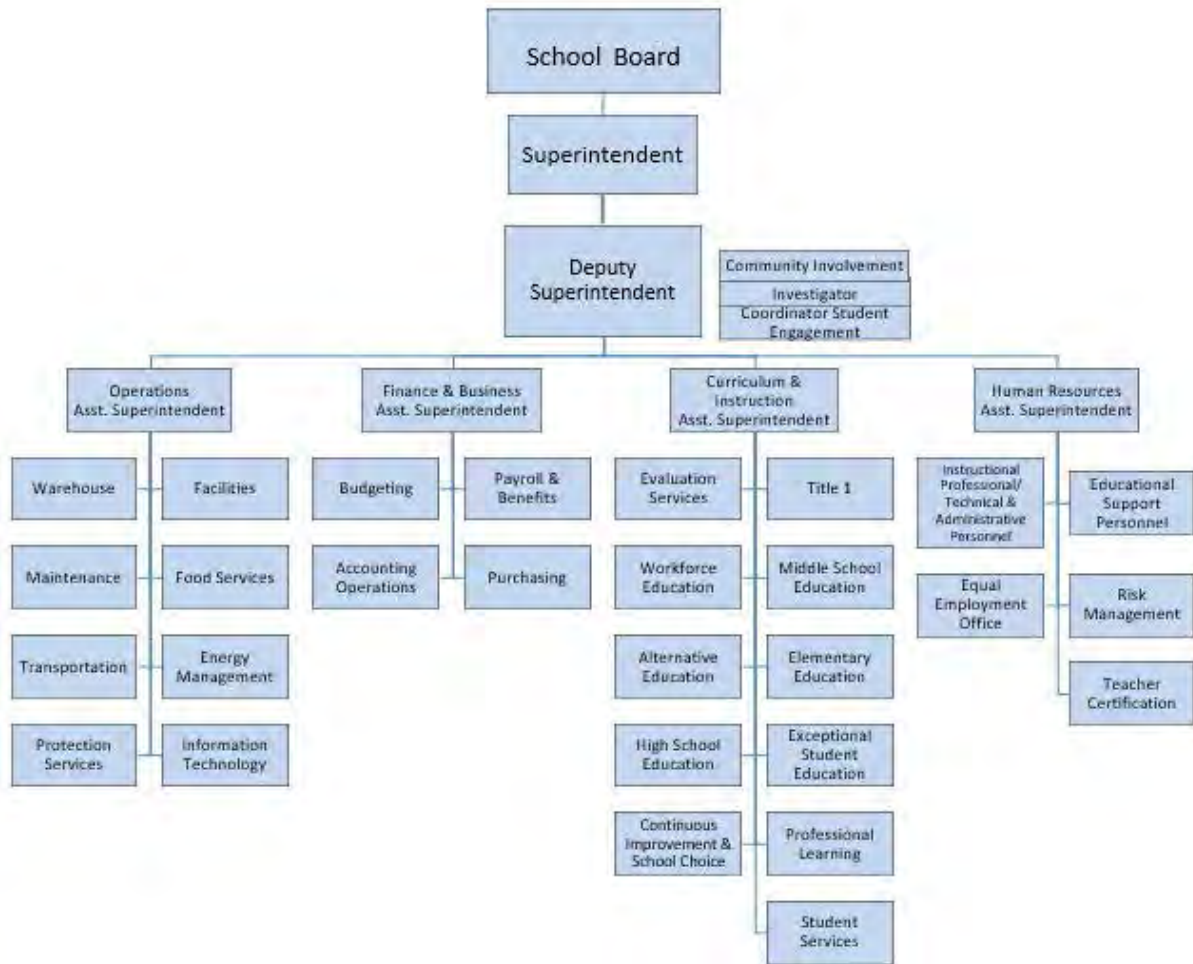 School Board
Superintendent
Deputy
Superintendent
Community Involvement
Investigator
Coordinator Student
Engagement
Operations
Asst. Superintendent
Finance & Business
Asst. Superintendent
Curriculum &
Instruction
Asst. Superintendent
Human Resources
Asst. Superintendent
Warehouse
Facilities
Maintenance
Food Services
Transportation
Energy
Management
Protection
Services
Information
Technology
Budgeting
Payroll &
Benefits
Accounting
Operations
Purchasing
Evaluation
Services
Title 1
Workforce
Education
Middle School
Education
Alternative
Education
Elementary
Education
High School
Education
Exceptional
Student
Education
Continuous
Improvement &
School Choice
Professional
Learning
Student
Services
Instructional
Professional/
Technical &
Administrative
Personnel
Educational
Support
Personnel
Equal
Employment
Office
Risk
Management
Teacher
Certification